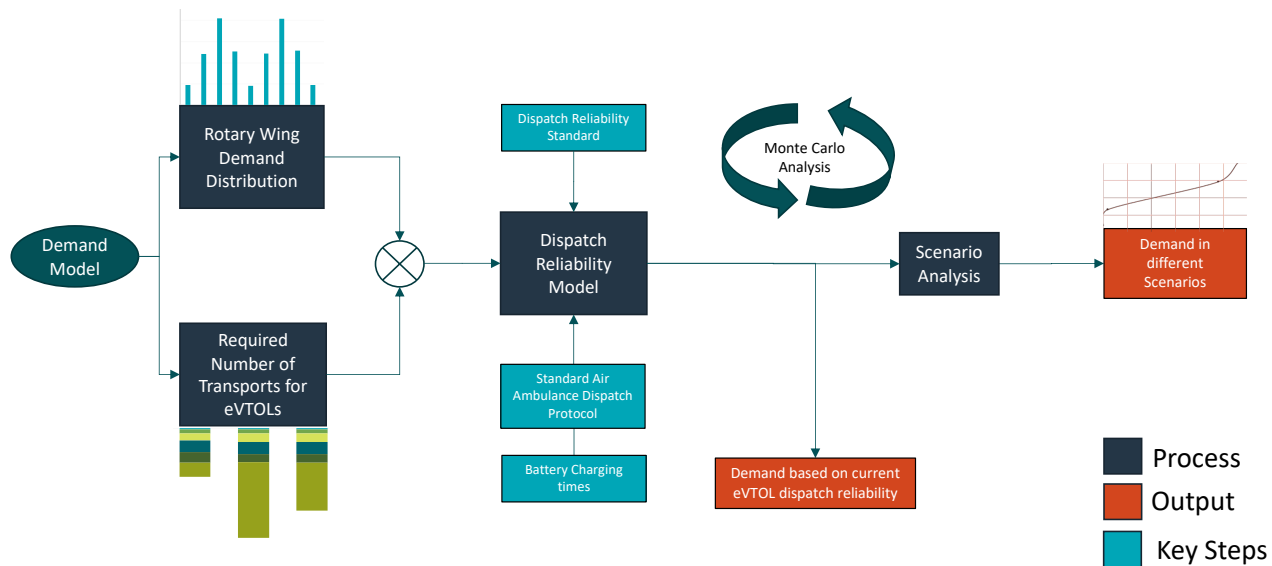 Rotary Wing
Demand
Distribution
Dispatch Reliability
Standard
Monte Carlo
Analysis
Demand
Model
Dispatch
Reliability
Model
Scenario
Analysis
Demand in
different
Scenarios
Required
Number of
Transports for
eVTOLs
Standard Air
Ambulance Dispatch
Protocol
Battery Charging
times
Demand based on current
eVTOL dispatch reliability
Process
Output
Key Steps